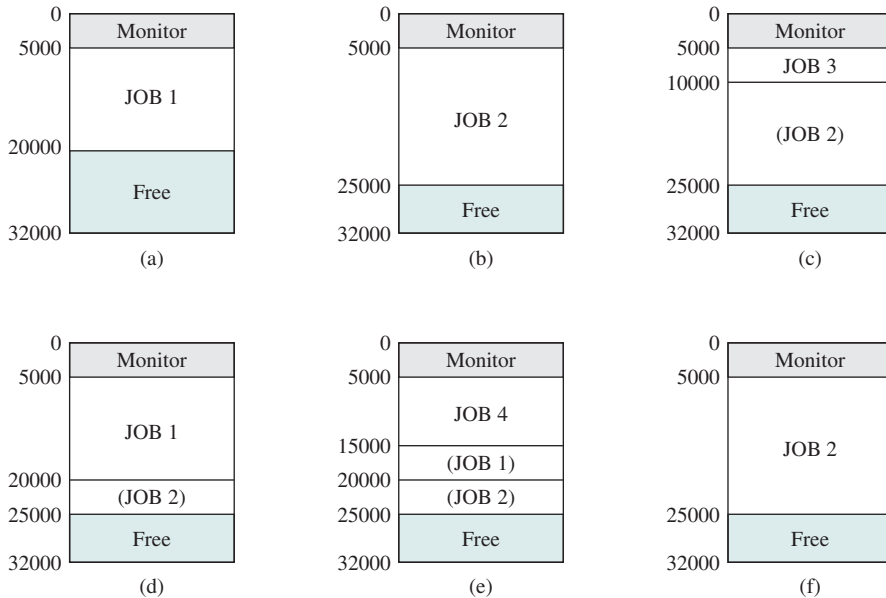 0
Monitor
5000
JOB 1
20000
Free
32000
(a)
0
Monitor
5000
JOB 2
25000
Free
32000
(b)
0
Monitor
5000
JOB 3
10000
(JOB 2)
25000
Free
32000
(c)
0
Monitor
5000
JOB 1
20000
(JOB 2)
25000
Free
32000
(d)
0
Monitor
5000
JOB 4
15000
(JOB 1)
20000
(JOB 2)
25000
Free
32000
(e)
0
Monitor
5000
JOB 2
25000
Free
32000
(f)